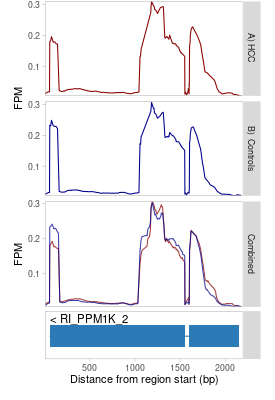 0.3
0.2
0.1
A) HCC
FPM
0.3
0.2
0.1
B) Controls
0.3
0.2
0.1
FPM
Combined
< RI_PPM1K_2
500 1000 1500 2000
Distance from region start (bp)